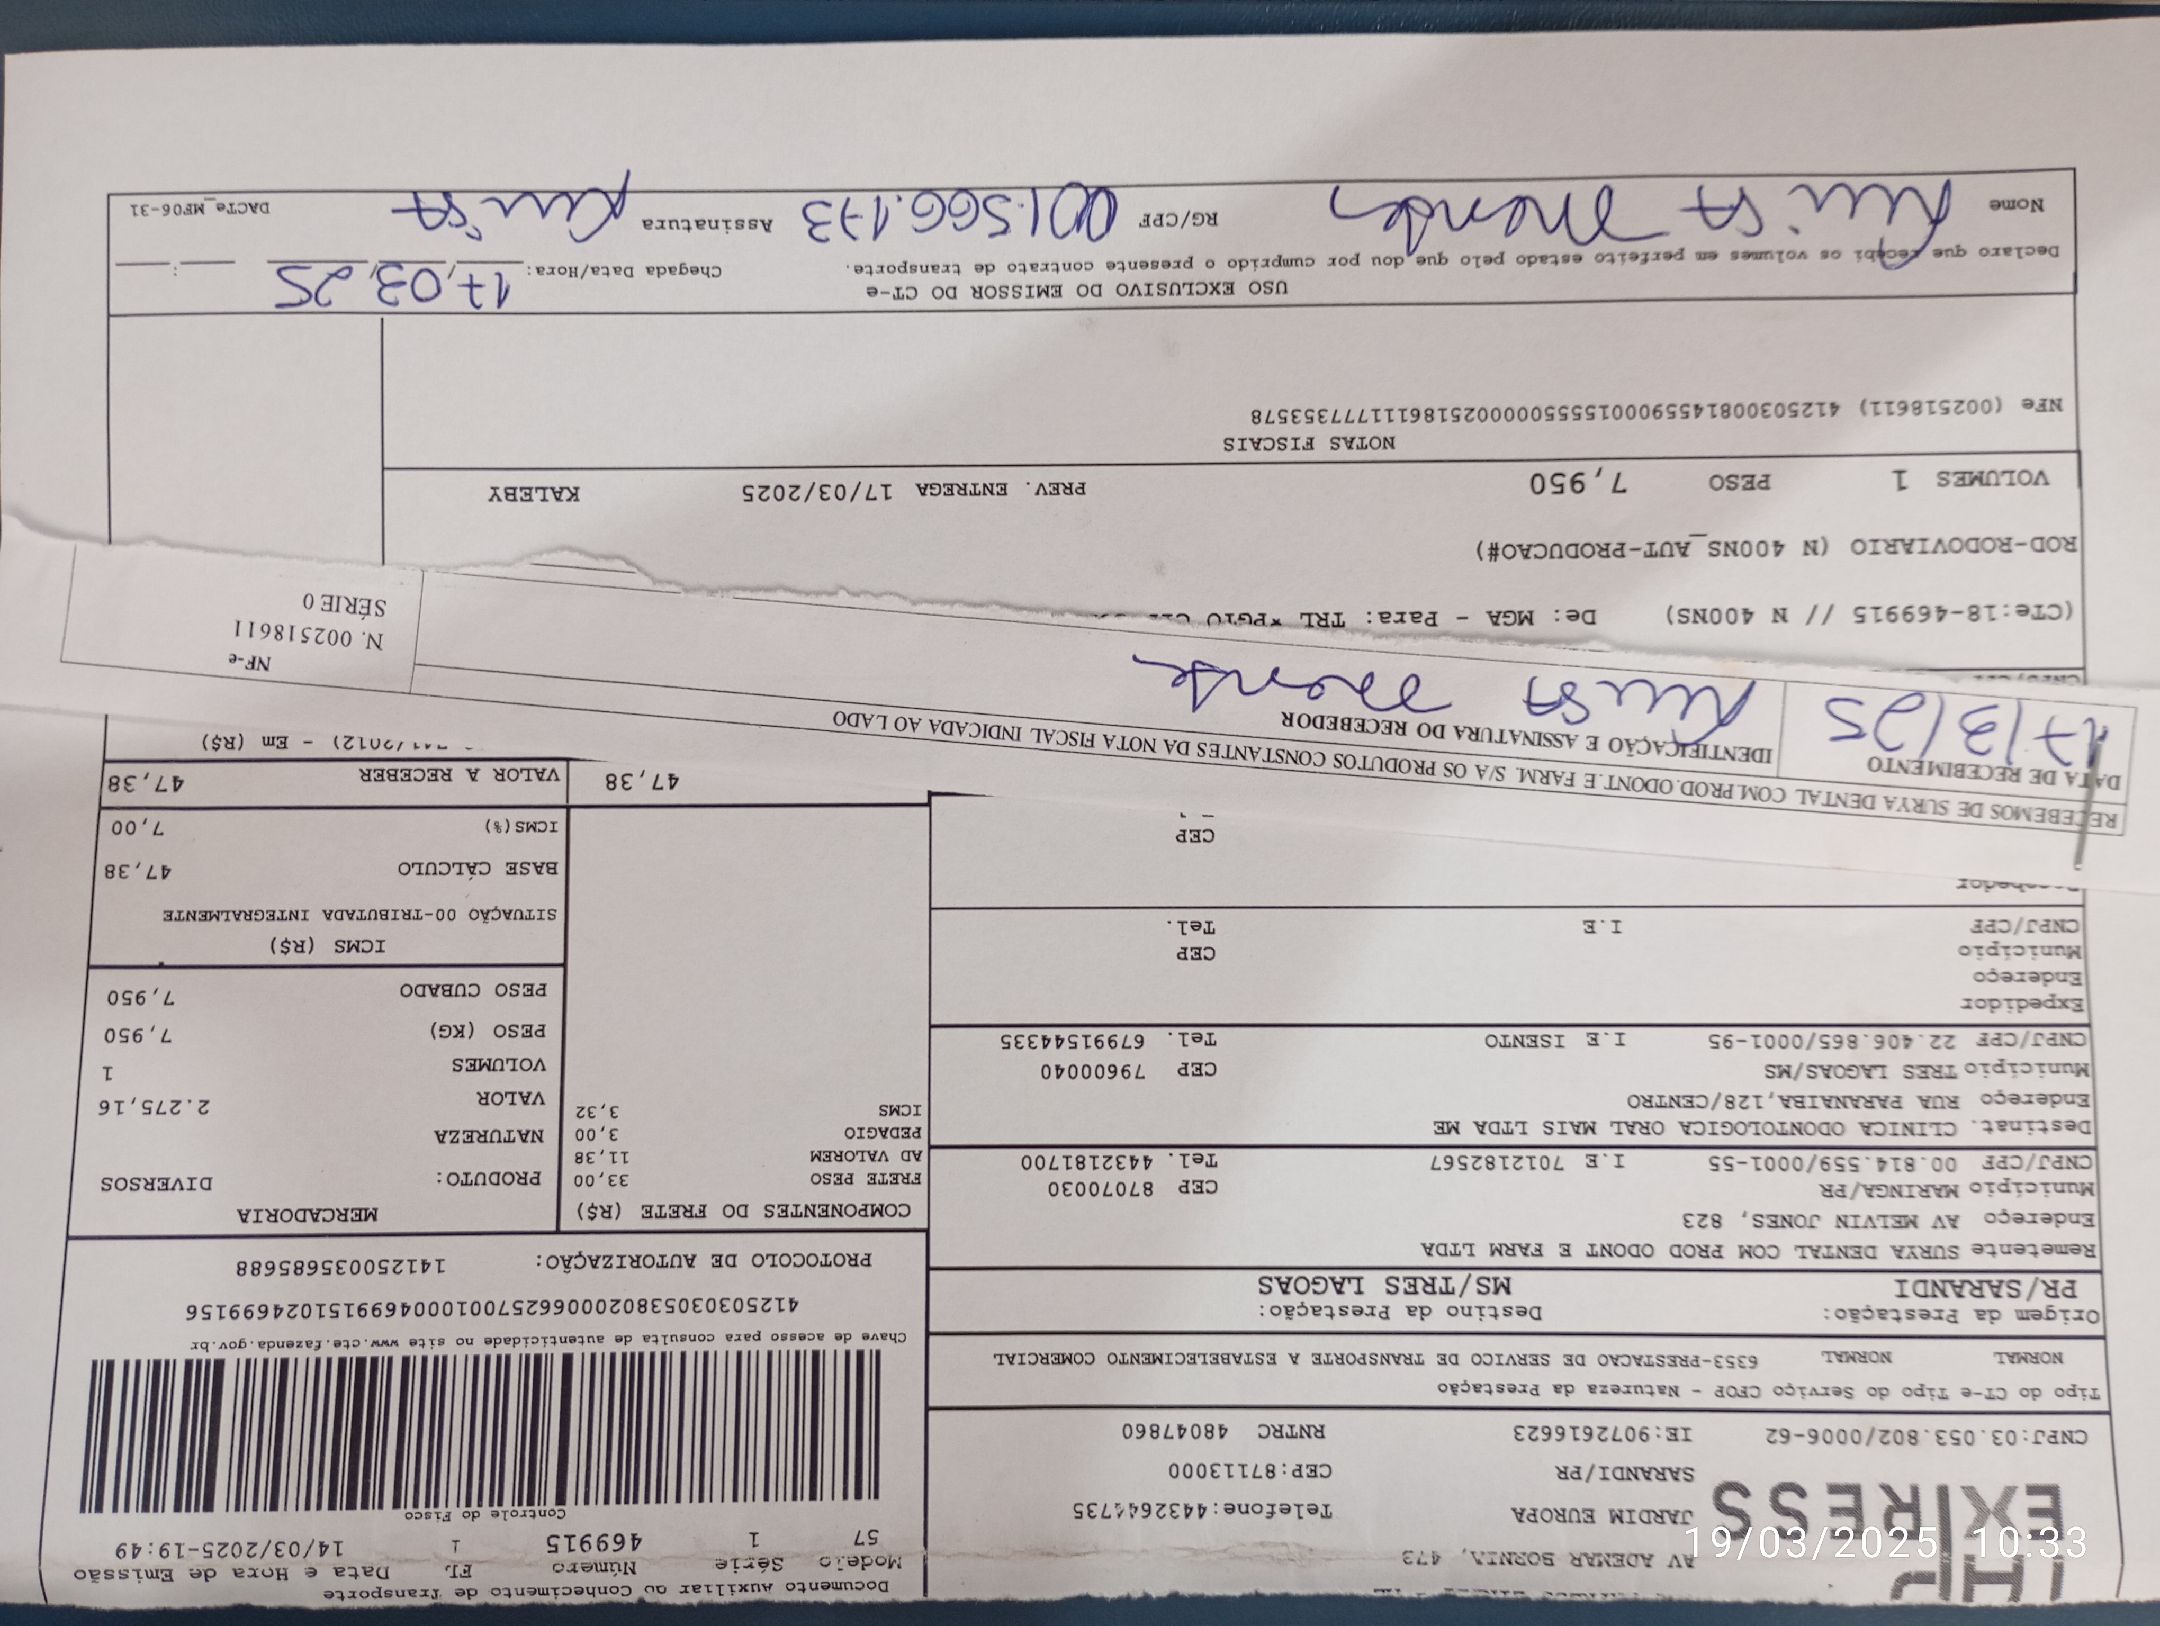 Documento Auxiliar ao Conhecimento de Transporte
Modelo Série Número FL Data e Hora de Emissão
57 1 469915 1 14/03/2025-19:49
Controle do Fisco
Chave de acesso para consulta de autenticidade no site www.cte.fazenda.gov.br
PROTOCOLO DE AUTORIZAÇÃO: 141250035685688
EXPRESS
AV ADEMAR BORNIA, 473
JARDIM EUROPA Telefone:4432644735
SARANDI/PR CEP:87113000
CNPJ:03.053.802/0006-62 IE:9072616623 RNTRC 48047860
Tipo do CT-e Tipo do Serviço CFOP - Natureza da Prestação
NORMAL NORMAL 6353-PRESTACAO DE SERVICO DE TRANSPORTE A ESTABELECIMENTO COMERCIAL
Origem da Prestação: Destino da Prestação:
PR/SARANDI MS/TRES LAGOAS
Remetente SURYA DENTAL COM PROD ODONT E FARM LTDA
Endereço AV MELVIN JONES, 823
Município MARINGA/PR CEP 87070030
CNPJ/CPF 00.814.559/0001-55 I.E 7012182567 Tel. 4432181700
Destinat. CLINICA ODONTOLOGICA ORAL MAIS LTDA ME
Endereço RUA PARANAIBA,128/CENTRO
Município TRES LAGOAS/MS CEP 79600040
CNPJ/CPF 22.406.865/0001-95 I.E ISENTO Tel. 67991544335
Expedidor
Endereço
Município CEP
CNPJ/CPF I.E Tel.
CEP
COMPONENTES DO FRETE (R$)
FRETE PESO 33,00
AD VALOREM 11,38
PEDAGIO 3,00
ICMS 3,32
47,38
MERCADORIA
PRODUTO: DIVERSOS
NATUREZA
VALOR 2.275,16
VOLUMES 1
PESO (KG) 7,950
PESO CUBADO 7,950
ICMS (R$)
SITUAÇÃO 00-TRIBUTADA INTEGRALMENTE
BASE CÁLCULO 47,38
ICMS(%) 7,00
VALOR A RECEBER 47,38
/2012) - Em (R$)
RECEBEMOS DE SURYA DENTAL COM.PROD.ODONT.E FARM. S/A OS PRODUTOS CONSTANTES DA NOTA FISCAL INDICADA AO LADO
DATA DE RECEBIMENTO IDENTIFICAÇÃO E ASSINATURA DO RECEBEDOR
17/3/25
NF-e
N. 002518611
SÉRIE 0
(CTe:18-469915 // N 400NS) De: MGA - Para: TRL
ROD-RODOVIARIO (N 400NS_AUT-PRODUCAO#)
VOLUMES 1 PESO 7,950 PREV. ENTREGA 17/03/2025 KALEBY
NOTAS FISCAIS
NFe (002518611)
USO EXCLUSIVO DO EMISSOR DO CT-e
Declaro que recebi os volumes em perfeito estado pelo que dou por cumprido o presente contrato de transporte.
Chegada Data/Hora: 17,03,25 __:__
Nome RG/CPF 001.566.173 Assinatura
DACTe_MF06-31
19/03/2025 10:33